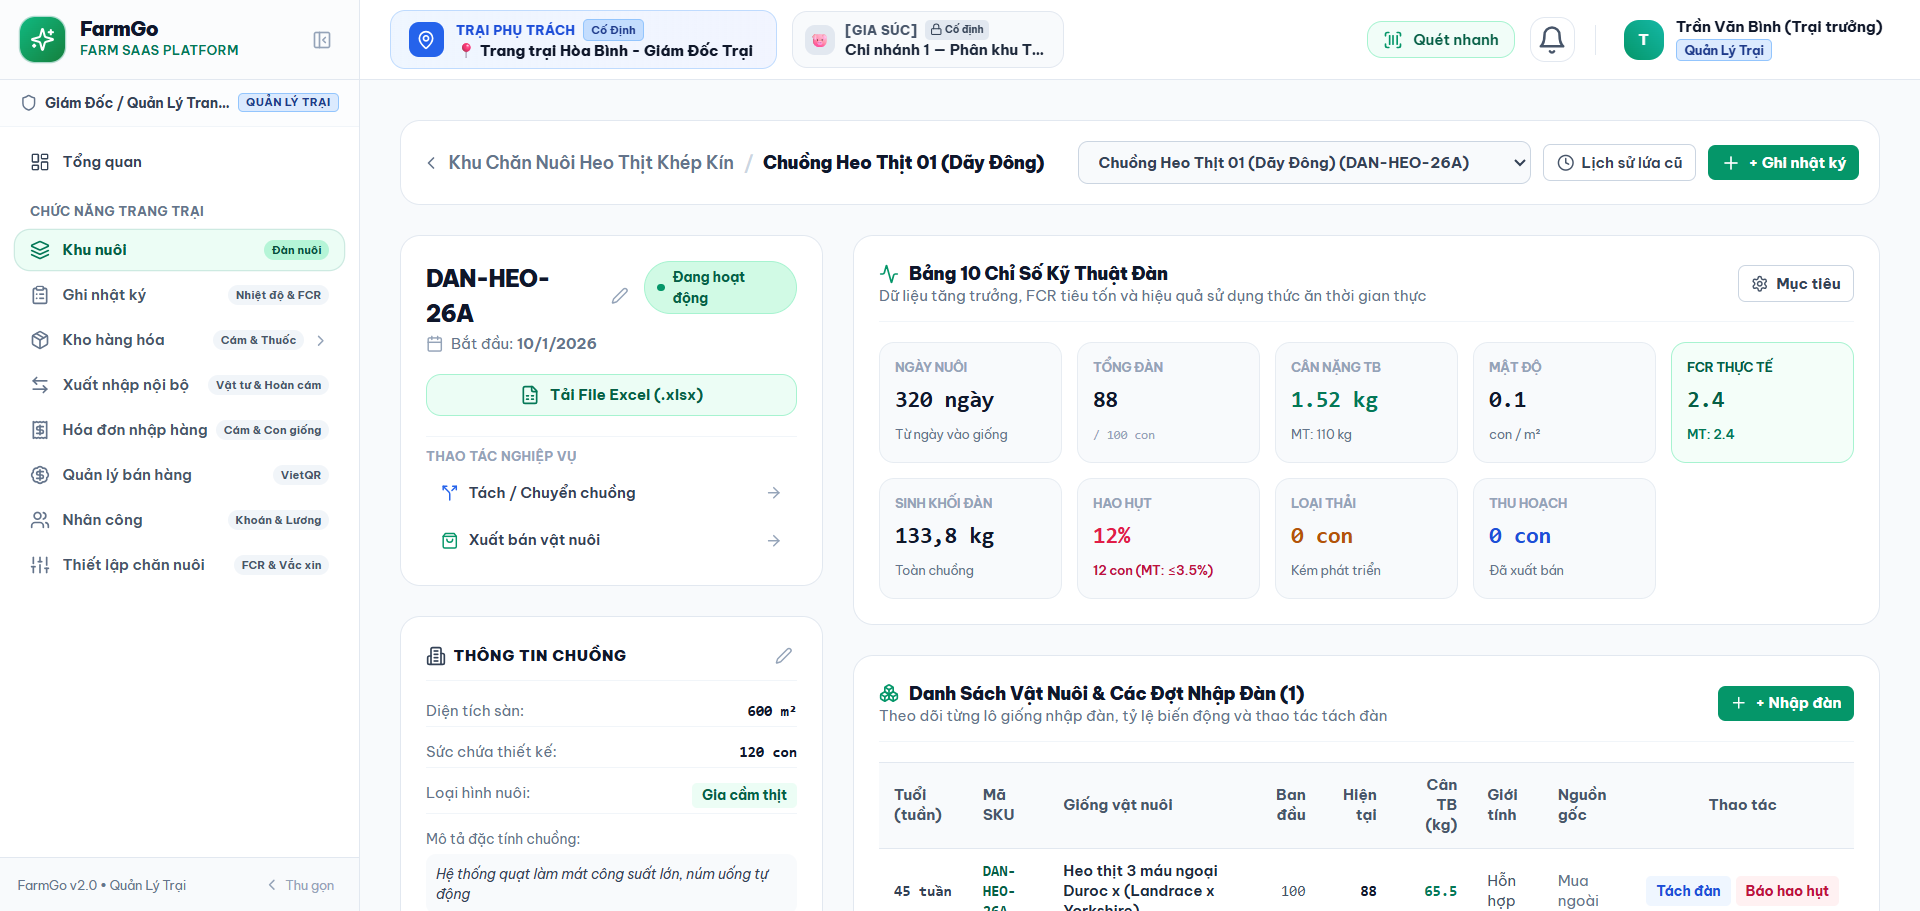 FarmGo
FARM SAAS PLATFORM
TRẠI PHỤ TRÁCH Cố Định
📍 Trang trại Hòa Bình - Giám Đốc Trại
[GIA SÚC] Cố định
Chi nhánh 1 — Phân khu T...
Quét nhanh
T
Trần Văn Bình (Trại trưởng)
Quản Lý Trại
Giám Đốc / Quản Lý Tran... QUẢN LÝ TRẠI
Tổng quan
CHỨC NĂNG TRANG TRẠI
Khu nuôi Đàn nuôi
Ghi nhật ký Nhiệt độ & FCR
Kho hàng hóa Cám & Thuốc
Xuất nhập nội bộ Vật tư & Hoàn cám
Hóa đơn nhập hàng Cám & Con giống
Quản lý bán hàng VietQR
Nhân công Khoán & Lương
Thiết lập chăn nuôi FCR & Vắc xin
FarmGo v2.0 • Quản Lý Trại Thu gọn
Khu Chăn Nuôi Heo Thịt Khép Kín / Chuồng Heo Thịt 01 (Dãy Đông)
Chuồng Heo Thịt 01 (Dãy Đông) (DAN-HEO-26A)
Lịch sử lứa cũ
+ Ghi nhật ký
DAN-HEO-26A
Đang hoạt động
Bắt đầu: 10/1/2026
Tải File Excel (.xlsx)
THAO TÁC NGHIỆP VỤ
Tách / Chuyển chuồng
Xuất bán vật nuôi
THÔNG TIN CHUỒNG
Diện tích sàn: 600 m²
Sức chứa thiết kế: 120 con
Loại hình nuôi: Gia cầm thịt
Mô tả đặc tính chuồng:
Hệ thống quạt làm mát công suất lớn, núm uống tự động
Bảng 10 Chỉ Số Kỹ Thuật Đàn
Dữ liệu tăng trưởng, FCR tiêu tốn và hiệu quả sử dụng thức ăn thời gian thực
Mục tiêu
NGÀY NUÔI
320 ngày
Từ ngày vào giống
TỔNG ĐÀN
88
/ 100 con
CÂN NẶNG TB
1.52 kg
MT: 110 kg
MẬT ĐỘ
0.1
con / m²
FCR THỰC TẾ
2.4
MT: 2.4
SINH KHỐI ĐÀN
133,8 kg
Toàn chuồng
HAO HỤT
12%
12 con (MT: ≤3.5%)
LOẠI THẢI
0 con
Kém phát triển
THU HOẠCH
0 con
Đã xuất bán
Danh Sách Vật Nuôi & Các Đợt Nhập Đàn (1)
Theo dõi từng lô giống nhập đàn, tỷ lệ biến động và thao tác tách đàn
+ Nhập đàn
Tuổi (tuần) Mã SKU Giống vật nuôi Ban đầu Hiện tại Cân TB (kg) Giới tính Nguồn gốc Thao tác
45 tuần DAN-HEO-26A Heo thịt 3 máu ngoại Duroc x (Landrace x Yorkshire) 100 88 65.5 Hỗn hợp Mua ngoài Tách đàn Báo hao hụt